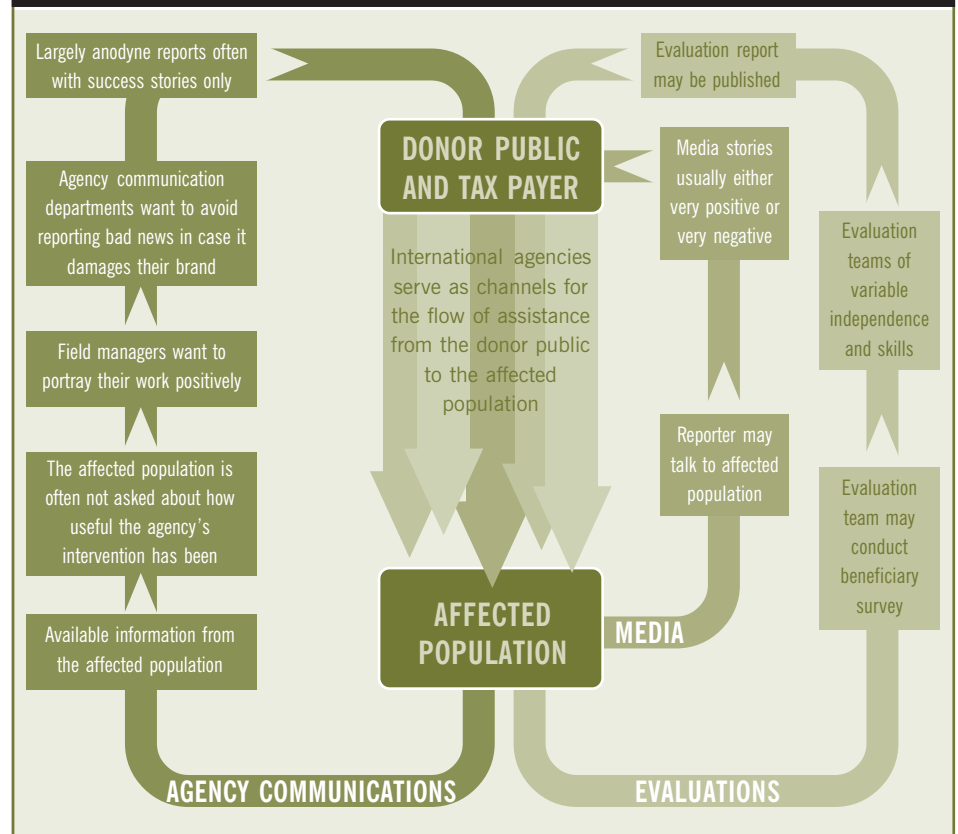 Largely anodyne reports often
with success stories only
Agency communication
departments want to avoid
reporting bad news in case it
damages their brand
Field managers want to
portray their work positively
The affected population is
often not asked about how
useful the agency's
intervention has been
Available information from
the affected population
AGENCY COMMUNICATIONS
DONOR PUBLIC
AND TAX PAYER
International agencies
serve as channels for
the flow of assistance
from the donor public
to the affected
population
AFFECTED
POPULATION
MEDIA
Reporter may
talk to affected
population
Media stories
usually either
very positive or
very negative
EVALUATIONS
Evaluation
team may
conduct
beneficiary
survey
Evaluation
teams of
variable
independence
and skills
Evaluation report
may be published